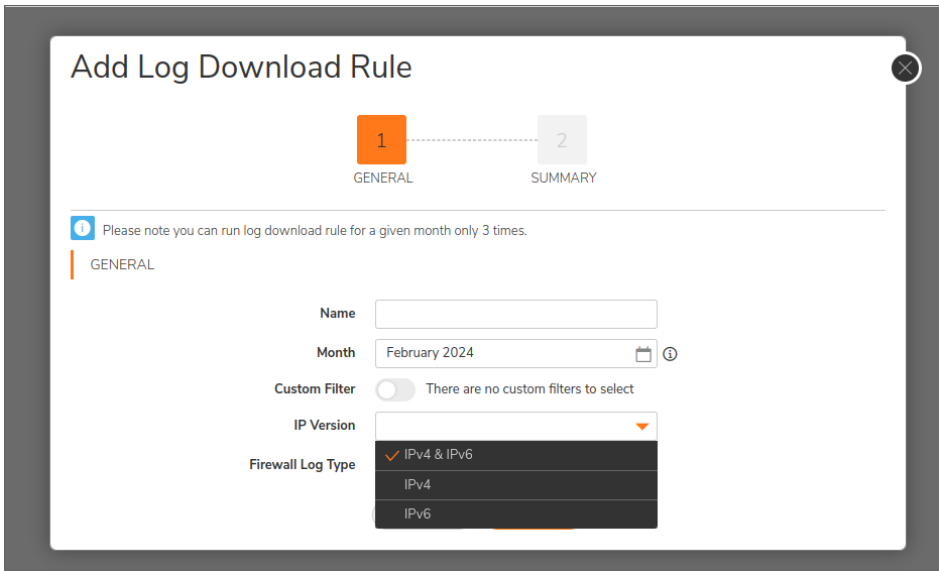 Add Log Download Rule
1
2
GENERAL
SUMMARY
Please note you can run log download rule for a given month only 3 times.
GENERAL
Name
Month February 2024
Custom Filter There are no custom filters to select
IP Version
IPv4 & IPv6
Firewall Log Type
IPv4
IPv6